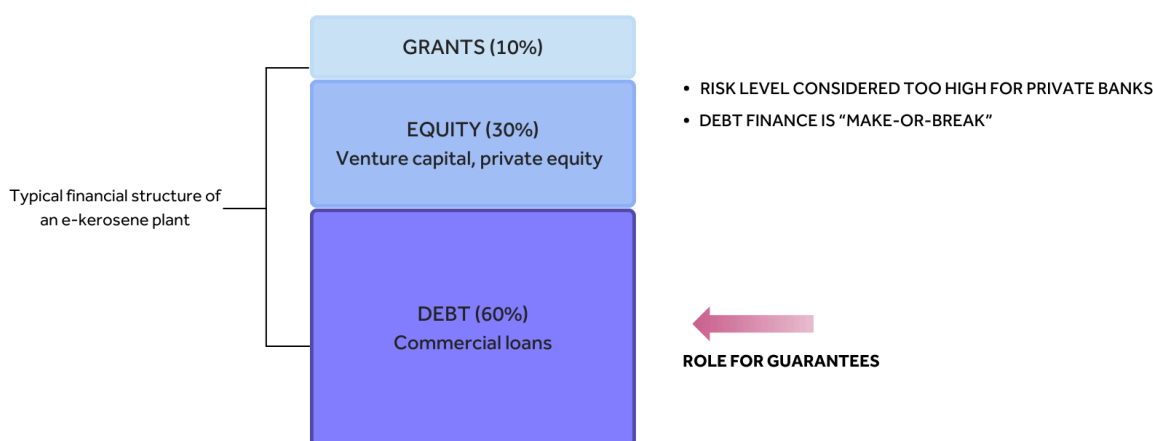 GRANTS (10%)
• RISK LEVEL CONSIDERED TOO HIGH FOR PRIVATE BANKS
• DEBT FINANCE IS “MAKE-OR-BREAK”
EQUITY (30%)
Venture capital, private equity
Typical financial structure of
an e-kerosene plant
DEBT (60%)
Commercial loans
ROLE FOR GUARANTEES